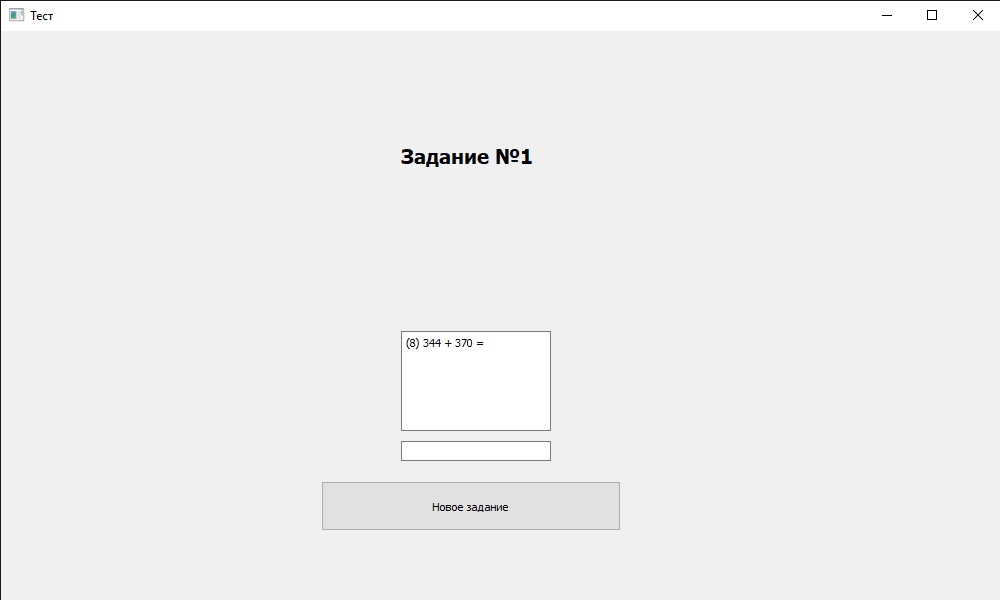 Тест
Задание №1
(8) 344 + 370 =
Новое задание